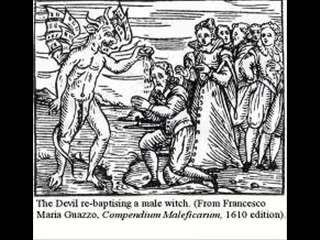 The Devil re-baptising a male witch. (From Francesco
Maria Guazzo, Compendium Maleficarum, 1610 edition).